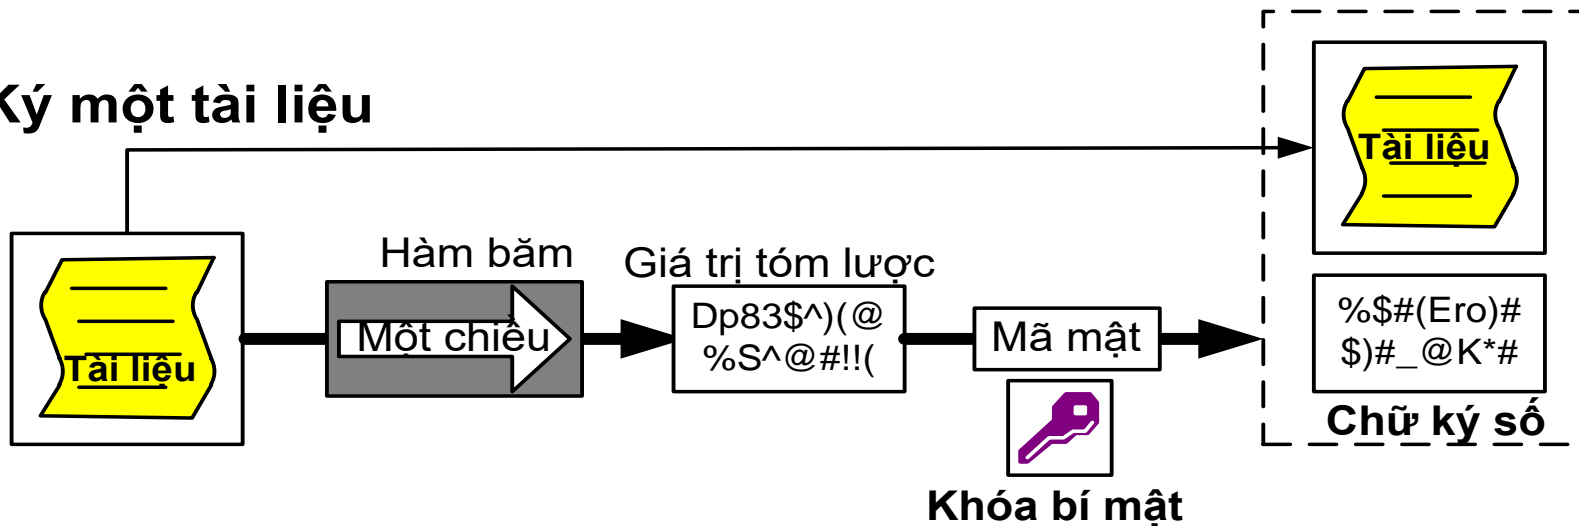 Ký một tài liệu
Tài liệu
Hàm băm
Một chiều
Giá trị tóm lược
Dp83$^)(@
%S^@#!!(
Mã mật
Khóa bí mật
Tài liệu
%$#(Ero)#
$)#_@K*#
Chữ ký số